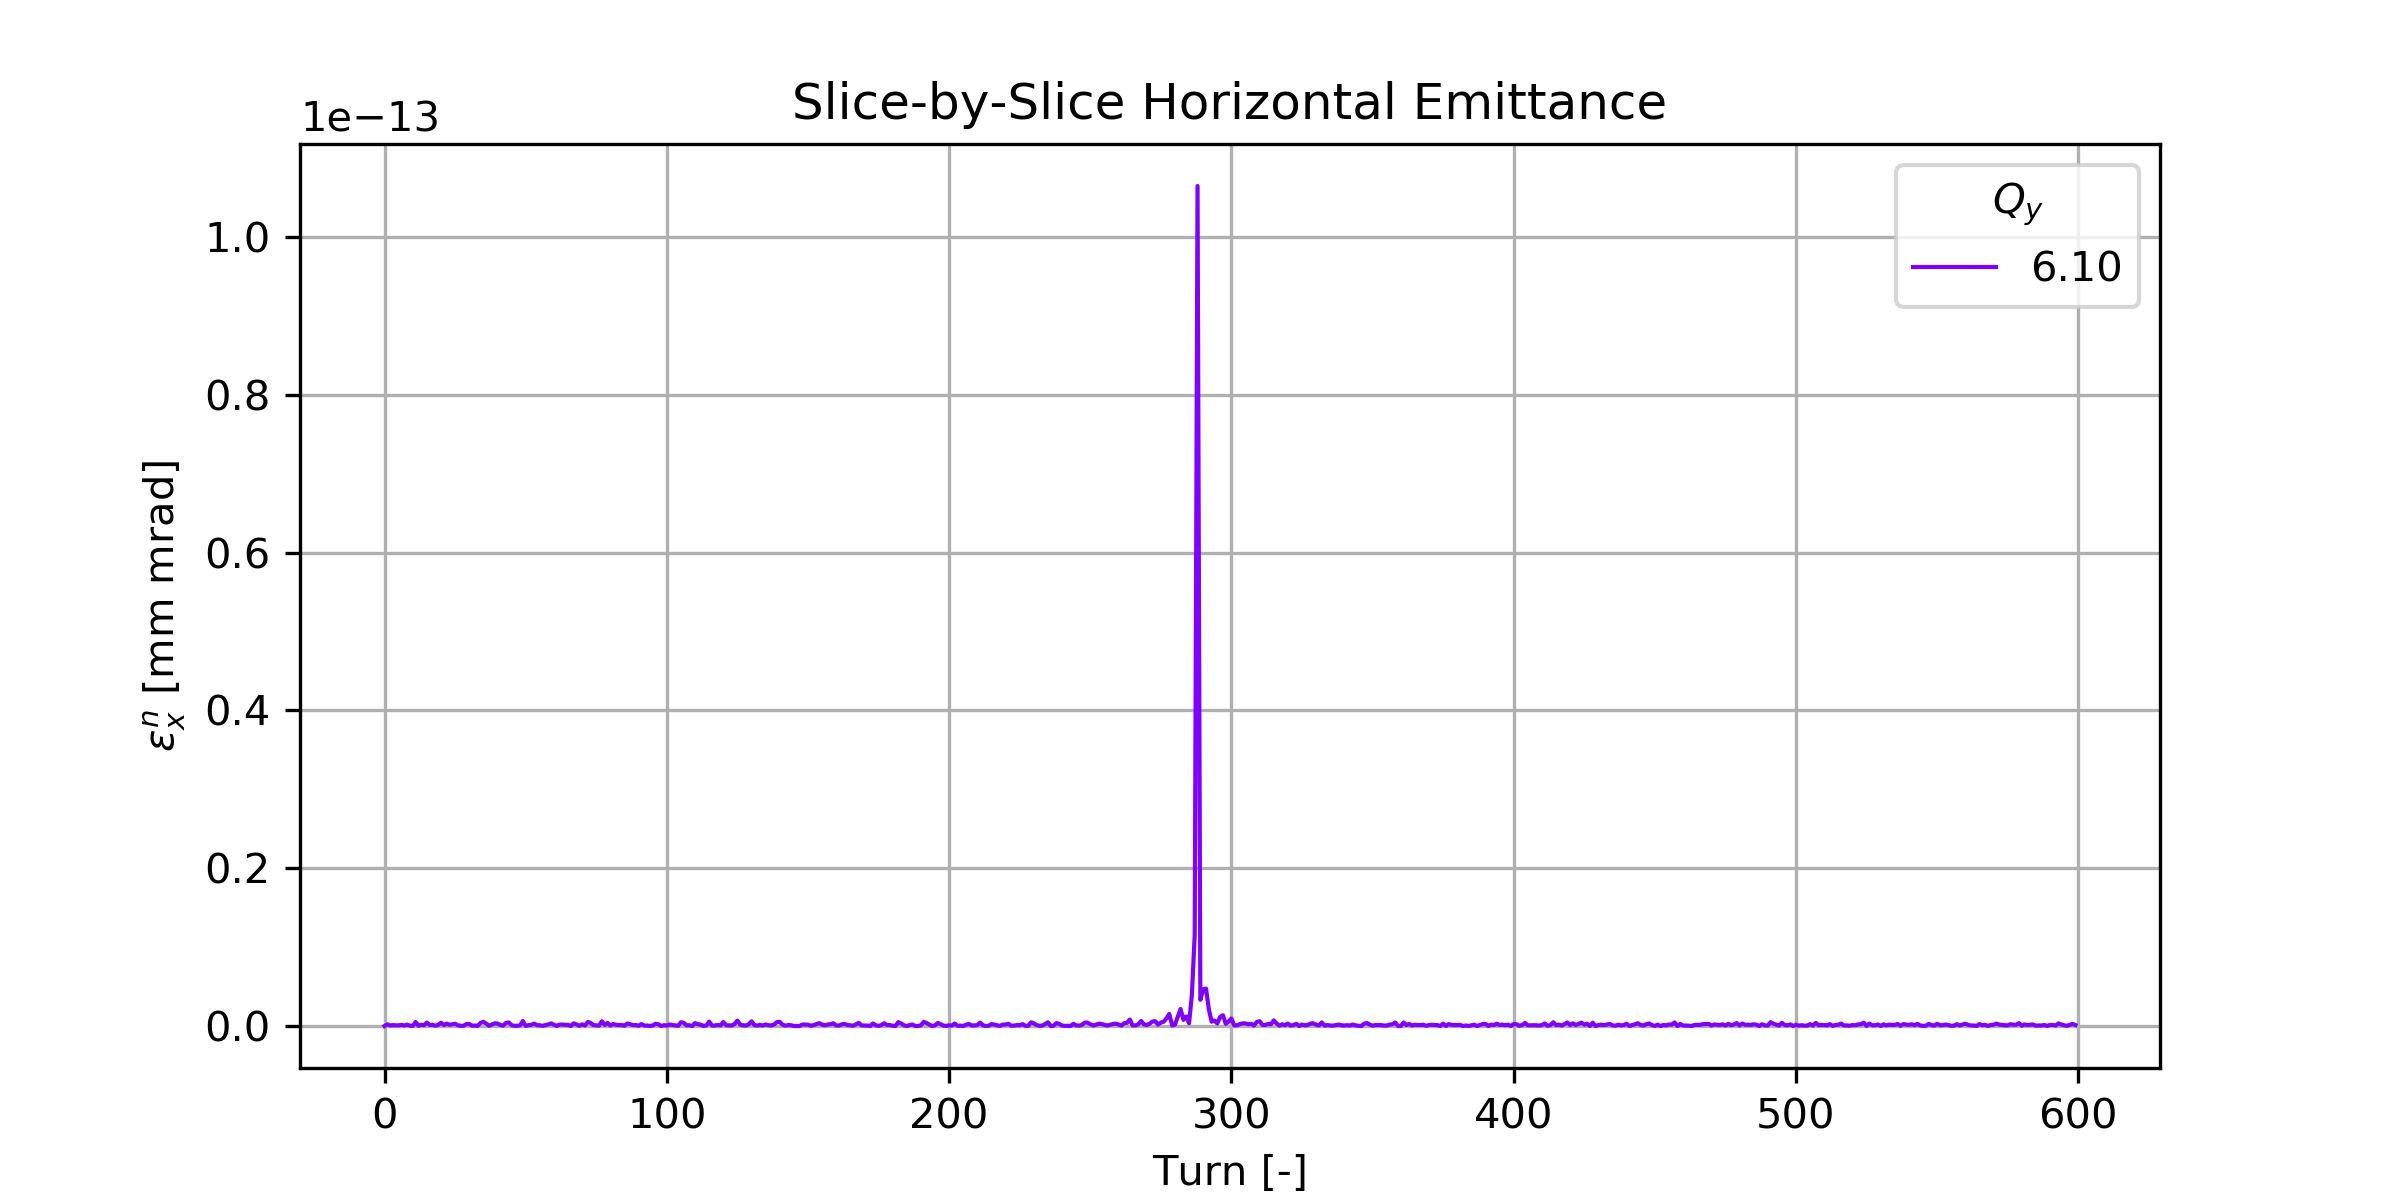 Slice-by-Slice Horizontal Emittance
1e−13
Q_y
6.10
ε_x^n [mm mrad]
1.0
0.8
0.6
0.4
0.2
0.0
0 100 200 300 400 500 600
Turn [-]